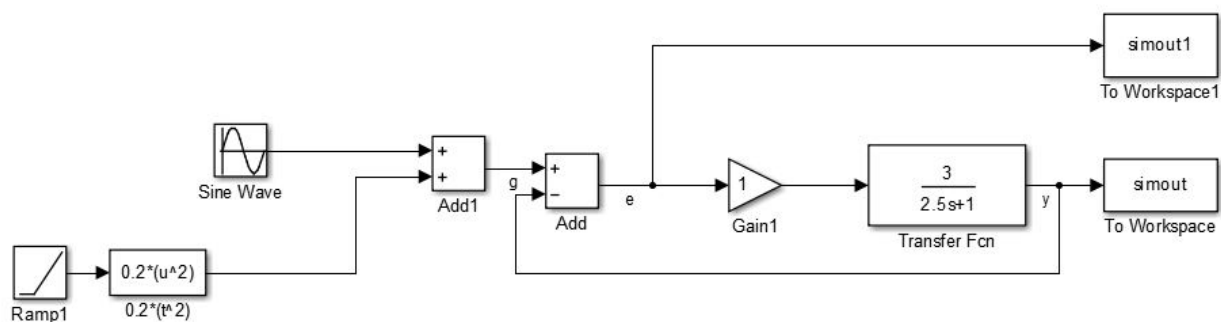 simout1
To Workspace1
Sine Wave
+
+
Add1
g
+
−
Add
e
1
Gain1
3
2.5s+1
Transfer Fcn
y
simout
To Workspace
Ramp1
0.2*(u^2)
0.2*(t^2)